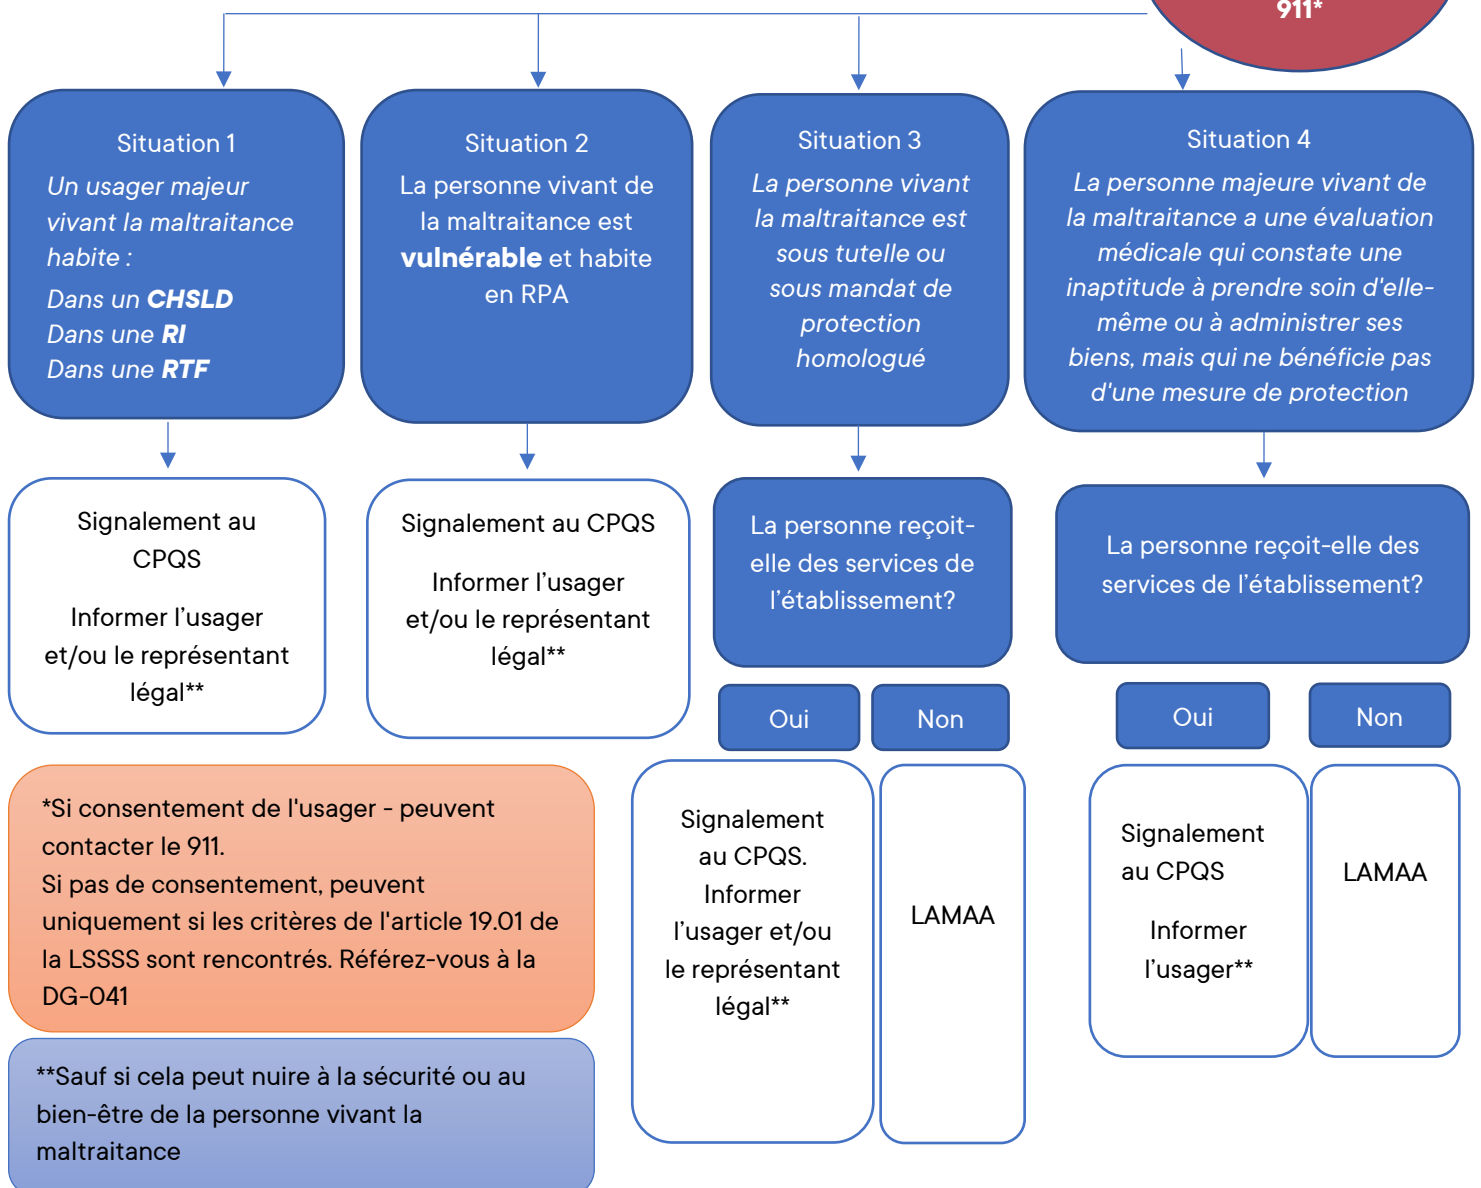 911*
Situation 1
Un usager majeur
vivant la maltraitance
habite :
Dans un CHSLD
Dans une RI
Dans une RTF
Situation 2
La personne vivant de
la maltraitance est
vulnérable et habite
en RPA
Situation 3
La personne vivant
la maltraitance est
sous tutelle ou
sous mandat de
protection
homologué
Situation 4
La personne majeure vivant de
la maltraitance a une évaluation
médicale qui constate une
inaptitude à prendre soin d'elle-
même ou à administrer ses
biens, mais qui ne bénéficie pas
d'une mesure de protection
Signalement au
CPQS
Informer l’usager
et/ou le représentant
légal**
Signalement au CPQS
Informer l’usager
et/ou le représentant
légal**
La personne reçoit-
elle des services de
l’établissement?
La personne reçoit-elle des
services de l’établissement?
Oui
Non
Oui
Non
Signalement
au CPQS.
Informer
l’usager et/ou
le représentant
légal**
LAMAA
Signalement
au CPQS
Informer
l’usager**
LAMAA
*Si consentement de l'usager - peuvent
contacter le 911.
Si pas de consentement, peuvent
uniquement si les critères de l'article 19.01 de
la LSSSS sont rencontrés. Référez-vous à la
DG-041
**Sauf si cela peut nuire à la sécurité ou au
bien-être de la personne vivant la
maltraitance